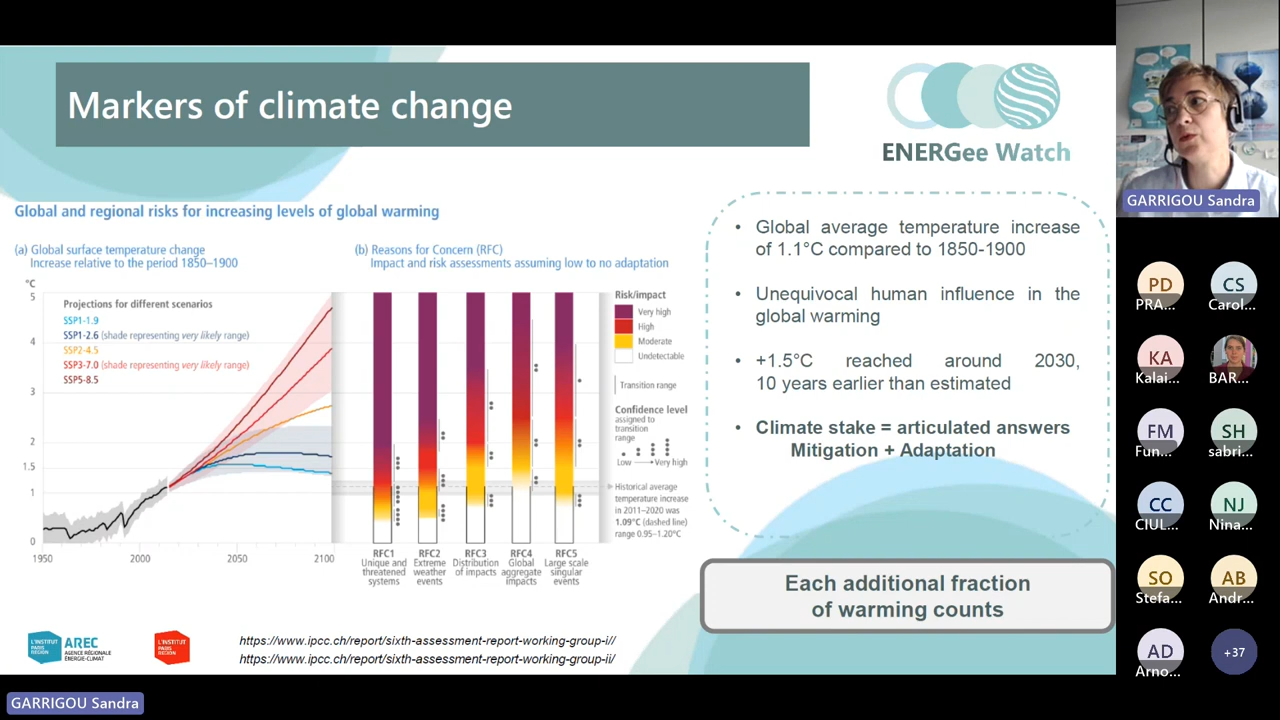 Markers of climate change
ENERGee Watch
GARRIGOU Sandra
Global and regional risks for increasing levels of global warming
(a) Global surface temperature change
Increase relative to the period 1850–1900
(b) Reasons for Concern (RFC)
Impact and risk assessments assuming low to no adaptation
°C
5
4
3
2
1.5
1
0
1950
2000
2050
2100
Projections for different scenarios
SSP1-1.9
SSP1-2.6 (shade representing very likely range)
SSP2-4.5
SSP3-7.0 (shade representing very likely range)
SSP5-8.5
RFC1
Unique and
threatened
systems
RFC2
Extreme
weather
events
RFC3
Distribution
of impacts
RFC4
Global
aggregate
impacts
RFC5
Large scale
singular
events
Risk/impact
Very high
High
Moderate
Undetectable
Transition range
Confidence level
assigned to
transition
range
Low
Very high
Historical average
temperature increase
in 2011–2020 was
1.09°C (dashed line)
range 0.95–1.20°C
• Global average temperature increase
of 1.1°C compared to 1850-1900
• Unequivocal human influence in the
global warming
• +1.5°C reached around 2030,
10 years earlier than estimated
• Climate stake = articulated answers
Mitigation + Adaptation
Each additional fraction
of warming counts
L'INSTITUT
PARIS
REGION
AREC
AGENCE RÉGIONALE
ÉNERGIE-CLIMAT
L'INSTITUT
PARIS
REGION
https://www.ipcc.ch/report/sixth-assessment-report-working-group-i//
https://www.ipcc.ch/report/sixth-assessment-report-working-group-ii/
PD
PRA...
CS
Carol...
KA
Kalai...
BAR...
FM
Fun...
SH
sabri...
CC
CIUL...
NJ
Nina...
SO
Stefa...
AB
Andr...
AD
Arno...
+37
GARRIGOU Sandra